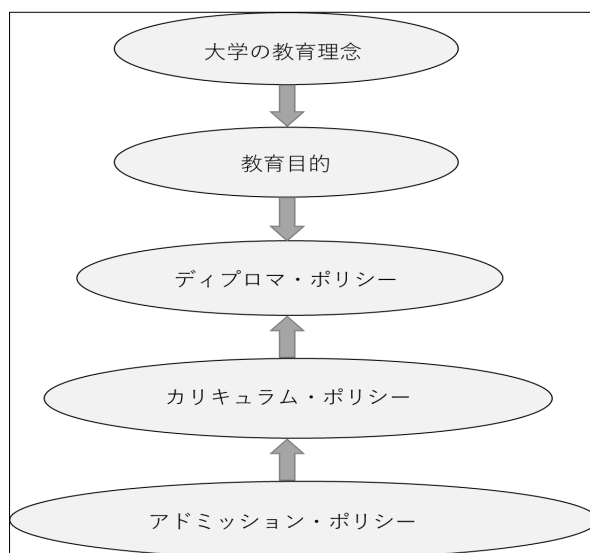 大学の教育理念
教育目的
ディプロマ・ポリシー
カリキュラム・ポリシー
アドミッション・ポリシー